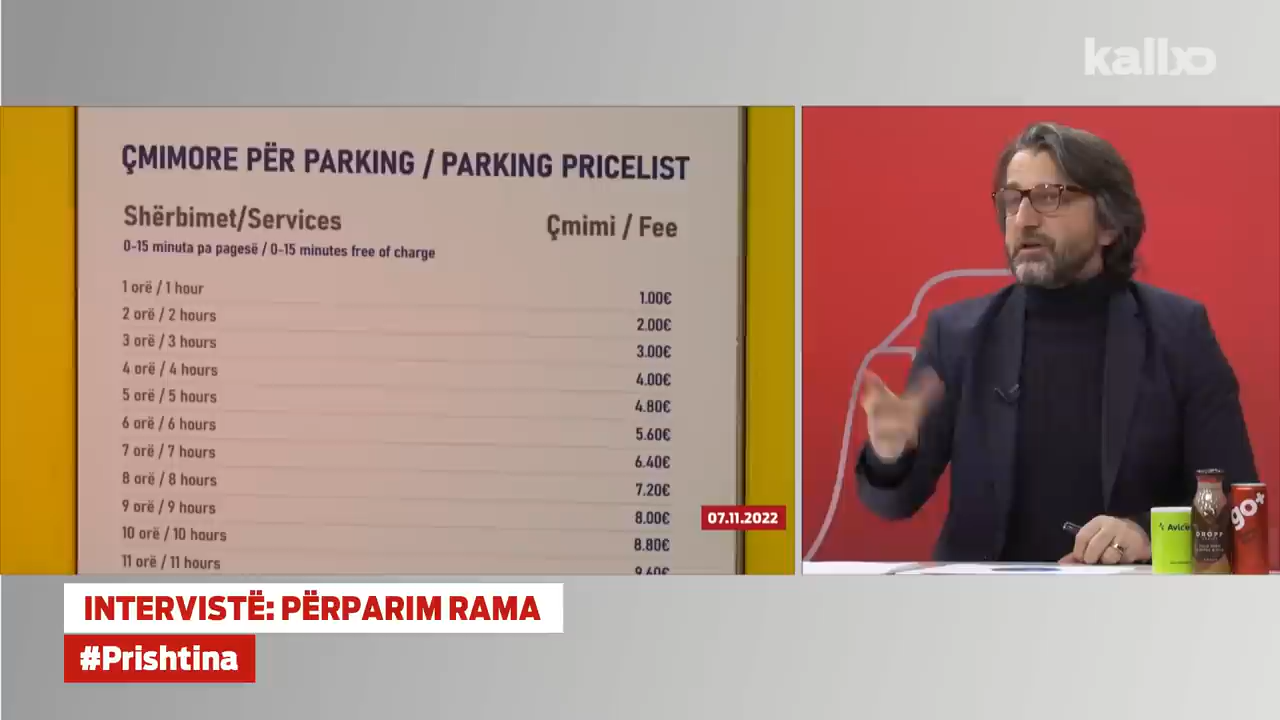 kallxo
ÇMIMORE PËR PARKING / PARKING PRICELIST
Shërbimet/Services
Çmimi / Fee
0-15 minuta pa pagesë / 0-15 minutes free of charge
1 orë / 1 hour 1.00€
2 orë / 2 hours 2.00€
3 orë / 3 hours 3.00€
4 orë / 4 hours 4.00€
5 orë / 5 hours 4.80€
6 orë / 6 hours 5.60€
7 orë / 7 hours 6.40€
8 orë / 8 hours 7.20€
9 orë / 9 hours 8.00€
10 orë / 10 hours 8.80€
11 orë / 11 hours 9.60€
07.11.2022
go+
DROPP
INTERVISTË: PËRPARIM RAMA
#Prishtina